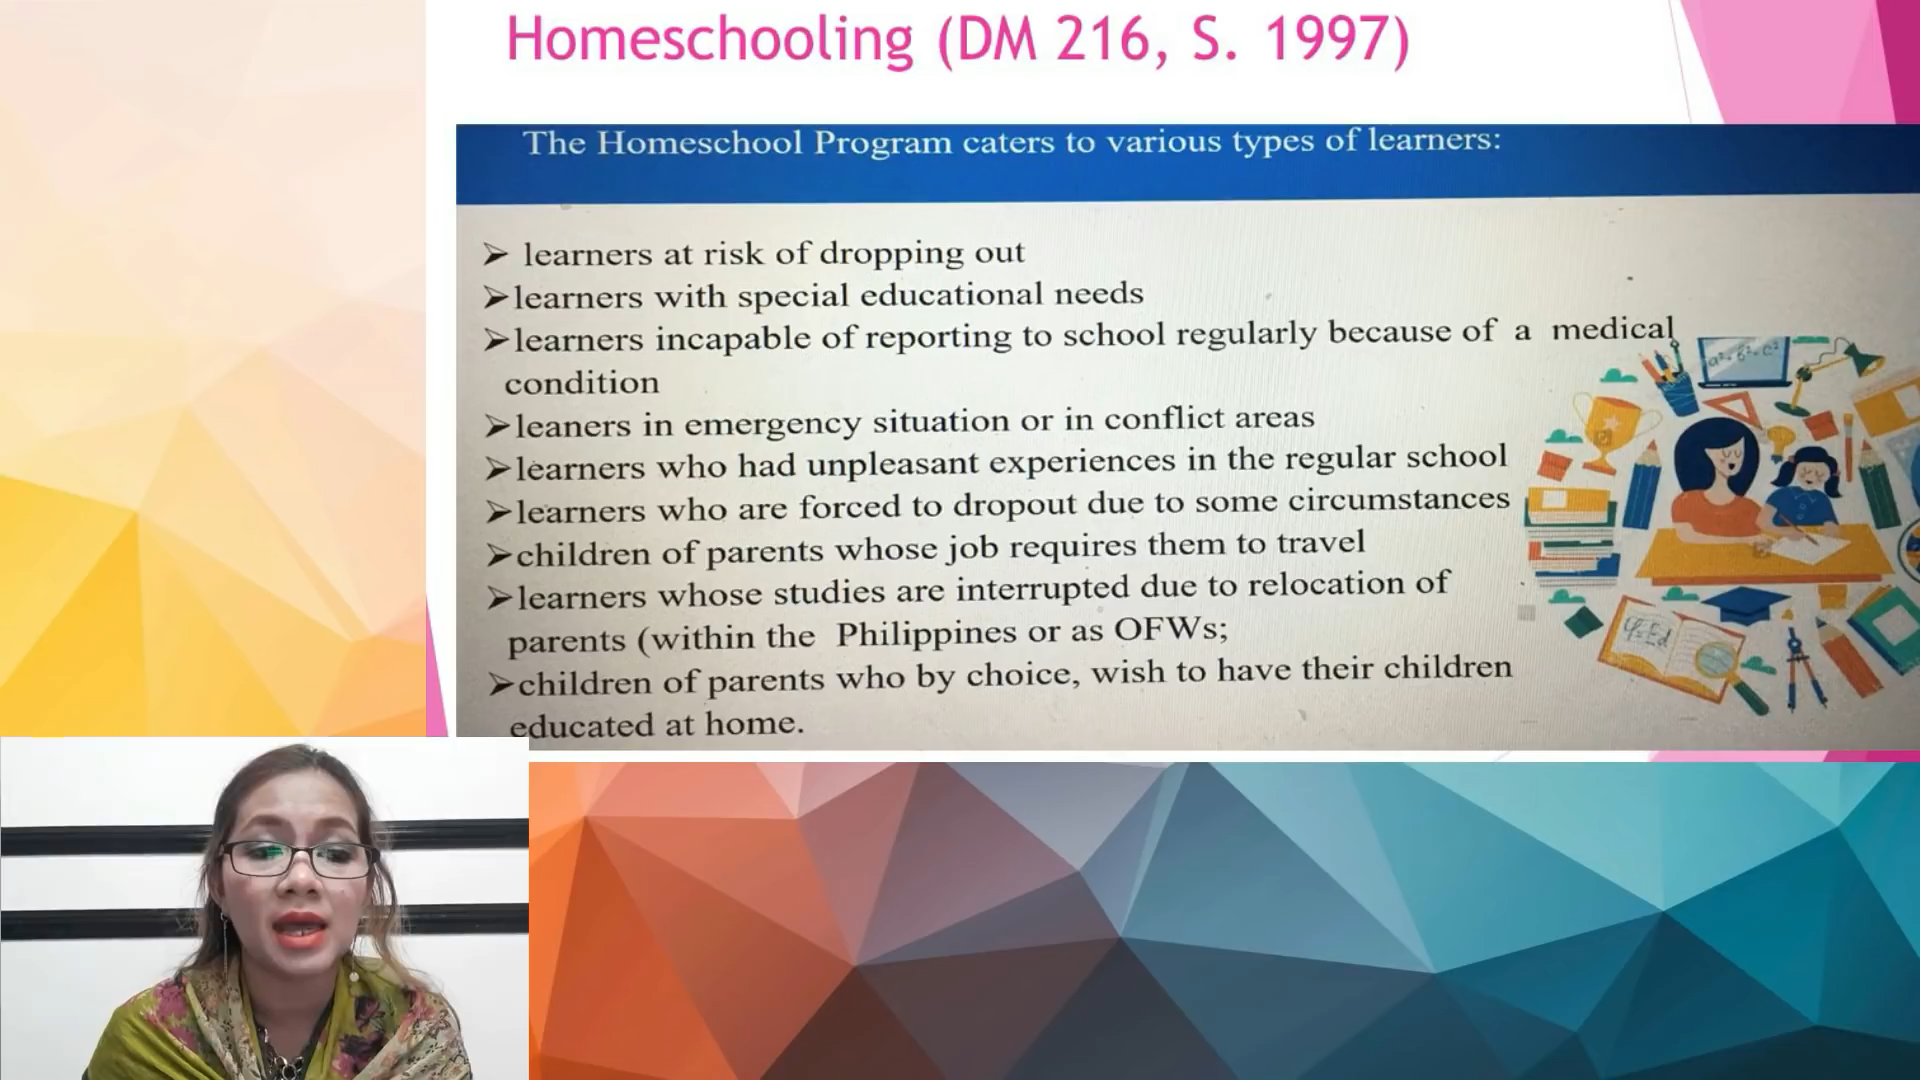 Homeschooling (DM 216, S. 1997)
The Homeschool Program caters to various types of learners:
➢ learners at risk of dropping out
➢learners with special educational needs
➢learners incapable of reporting to school regularly because of a medical
condition
➢leaners in emergency situation or in conflict areas
➢learners who had unpleasant experiences in the regular school
➢learners who are forced to dropout due to some circumstances
➢children of parents whose job requires them to travel
➢learners whose studies are interrupted due to relocation of
parents (within the Philippines or as OFWs;
➢children of parents who by choice, wish to have their children
educated at home.